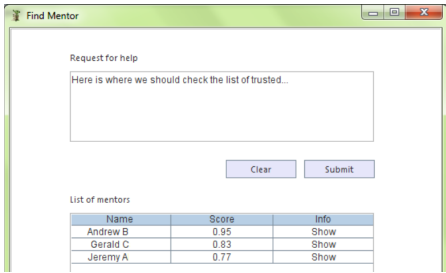 Find Mentor
Request for help
Here is where we should check the list of trusted...
Clear Submit
List of mentors
Name Score Info
Andrew B 0.95 Show
Gerald C 0.83 Show
Jeremy A 0.77 Show